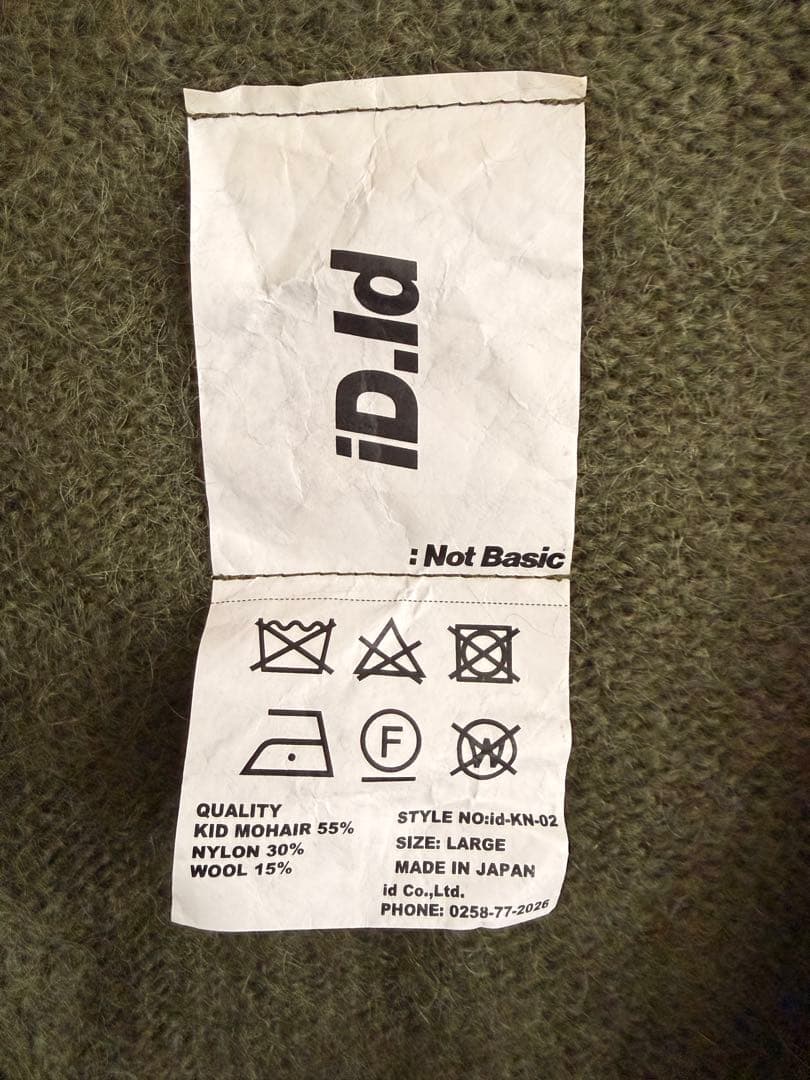 iD.Id
: Not Basic
F
W
QUALITY
KID MOHAIR 55%
NYLON 30%
WOOL 15%
STYLE NO:id-KN-02
SIZE: LARGE
MADE IN JAPAN
id Co.,Ltd.
PHONE: 0258-77-2026